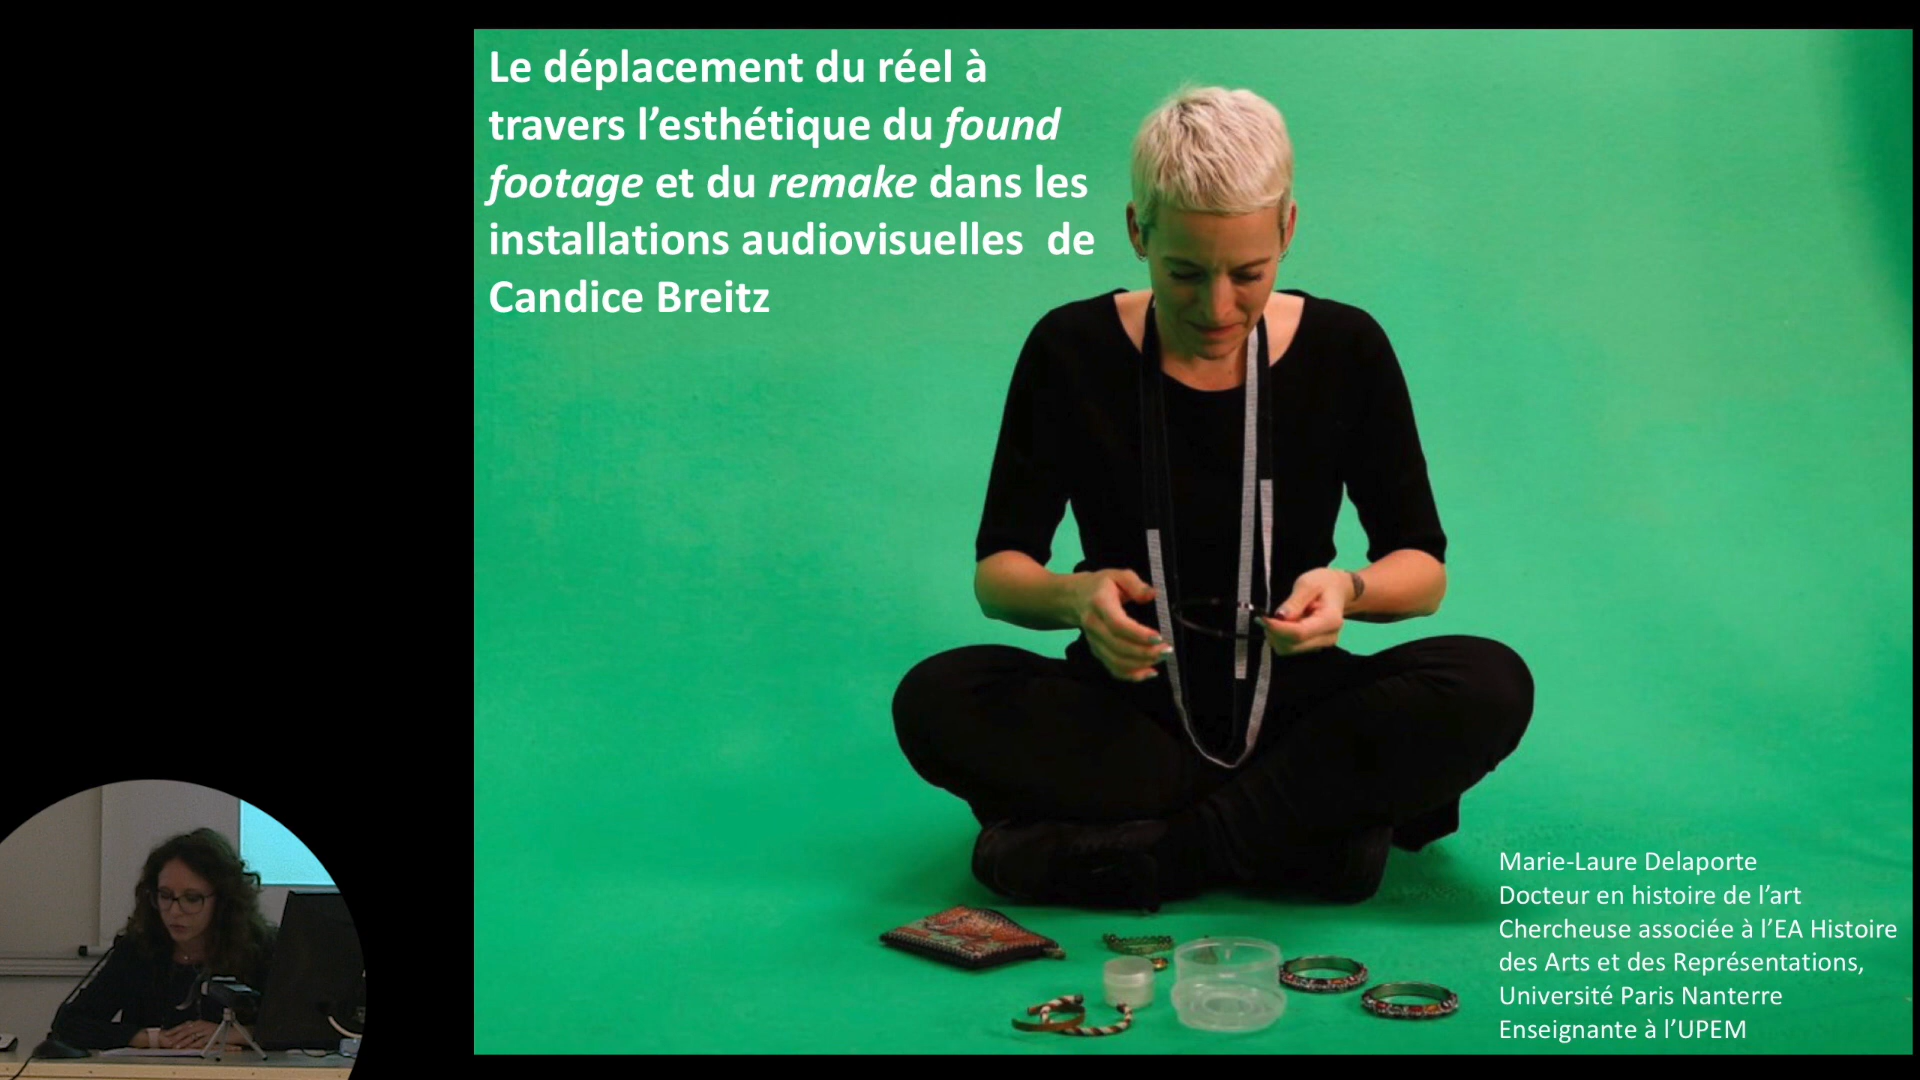 Le déplacement du réel à
travers l’esthétique du found
footage et du remake dans les
installations audiovisuelles de
Candice Breitz
Marie-Laure Delaporte
Docteur en histoire de l’art
Chercheuse associée à l’EA Histoire
des Arts et des Représentations,
Université Paris Nanterre
Enseignante à l’UPEM